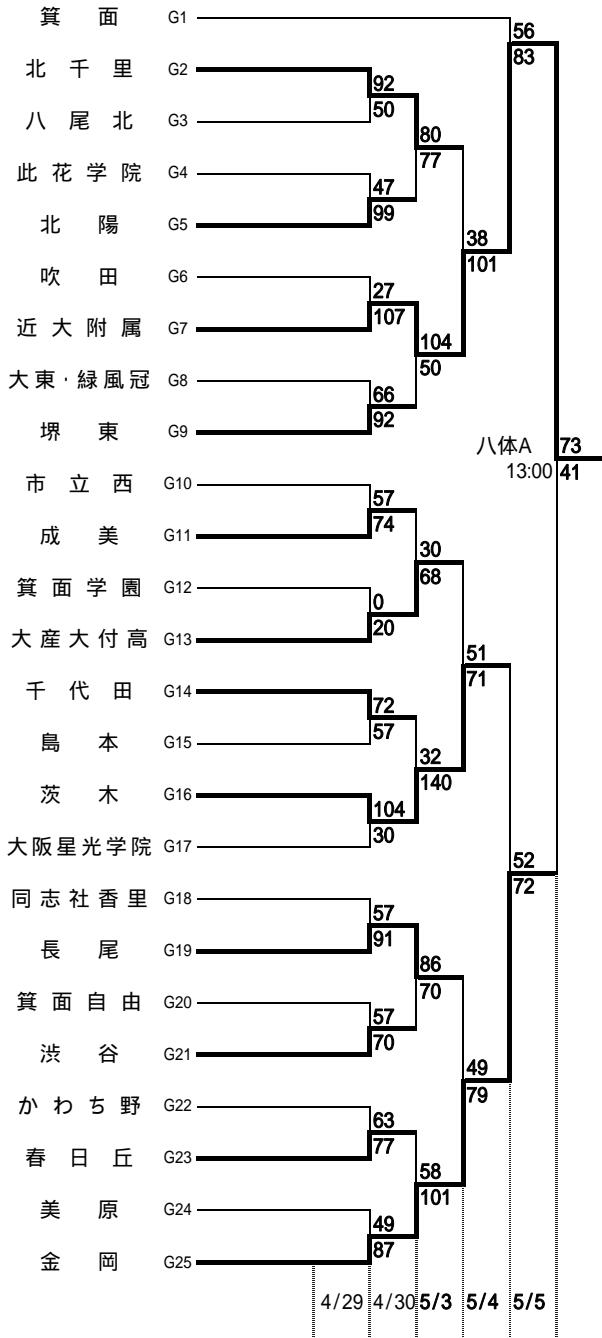 箕面 G1
56
83
北千里 G2
92
50
八尾北 G3
80
77
此花学院 G4
47
99
北陽 G5
38
101
吹田 G6
27
107
近大附属 G7
104
50
大東・緑風冠 G8
66
92
堺東 G9
八体A 73
13:00 41
市立西 G10
57
74
成美 G11
30
68
箕面学園 G12
0
20
大産大付高 G13
51
71
千代田 G14
72
57
島本 G15
32
140
茨木 G16
104
30
大阪星光学院 G17
52
72
同志社香里 G18
57
91
長尾 G19
86
70
箕面自由 G20
57
70
渋谷 G21
49
79
かわち野 G22
63
77
春日丘 G23
58
101
美原 G24
49
87
金岡 G25
4/29 4/30 5/3 5/4 5/5